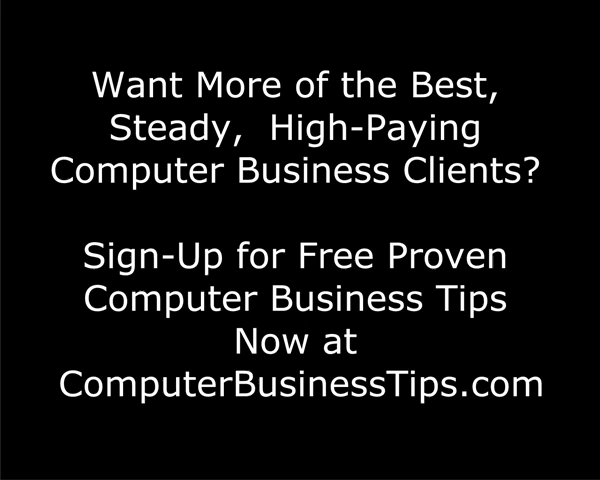 Want More of the Best,
Steady,  High-Paying
Computer Business Clients?
Sign-Up for Free Proven
Computer Business Tips
Now at
ComputerBusinessTips.com